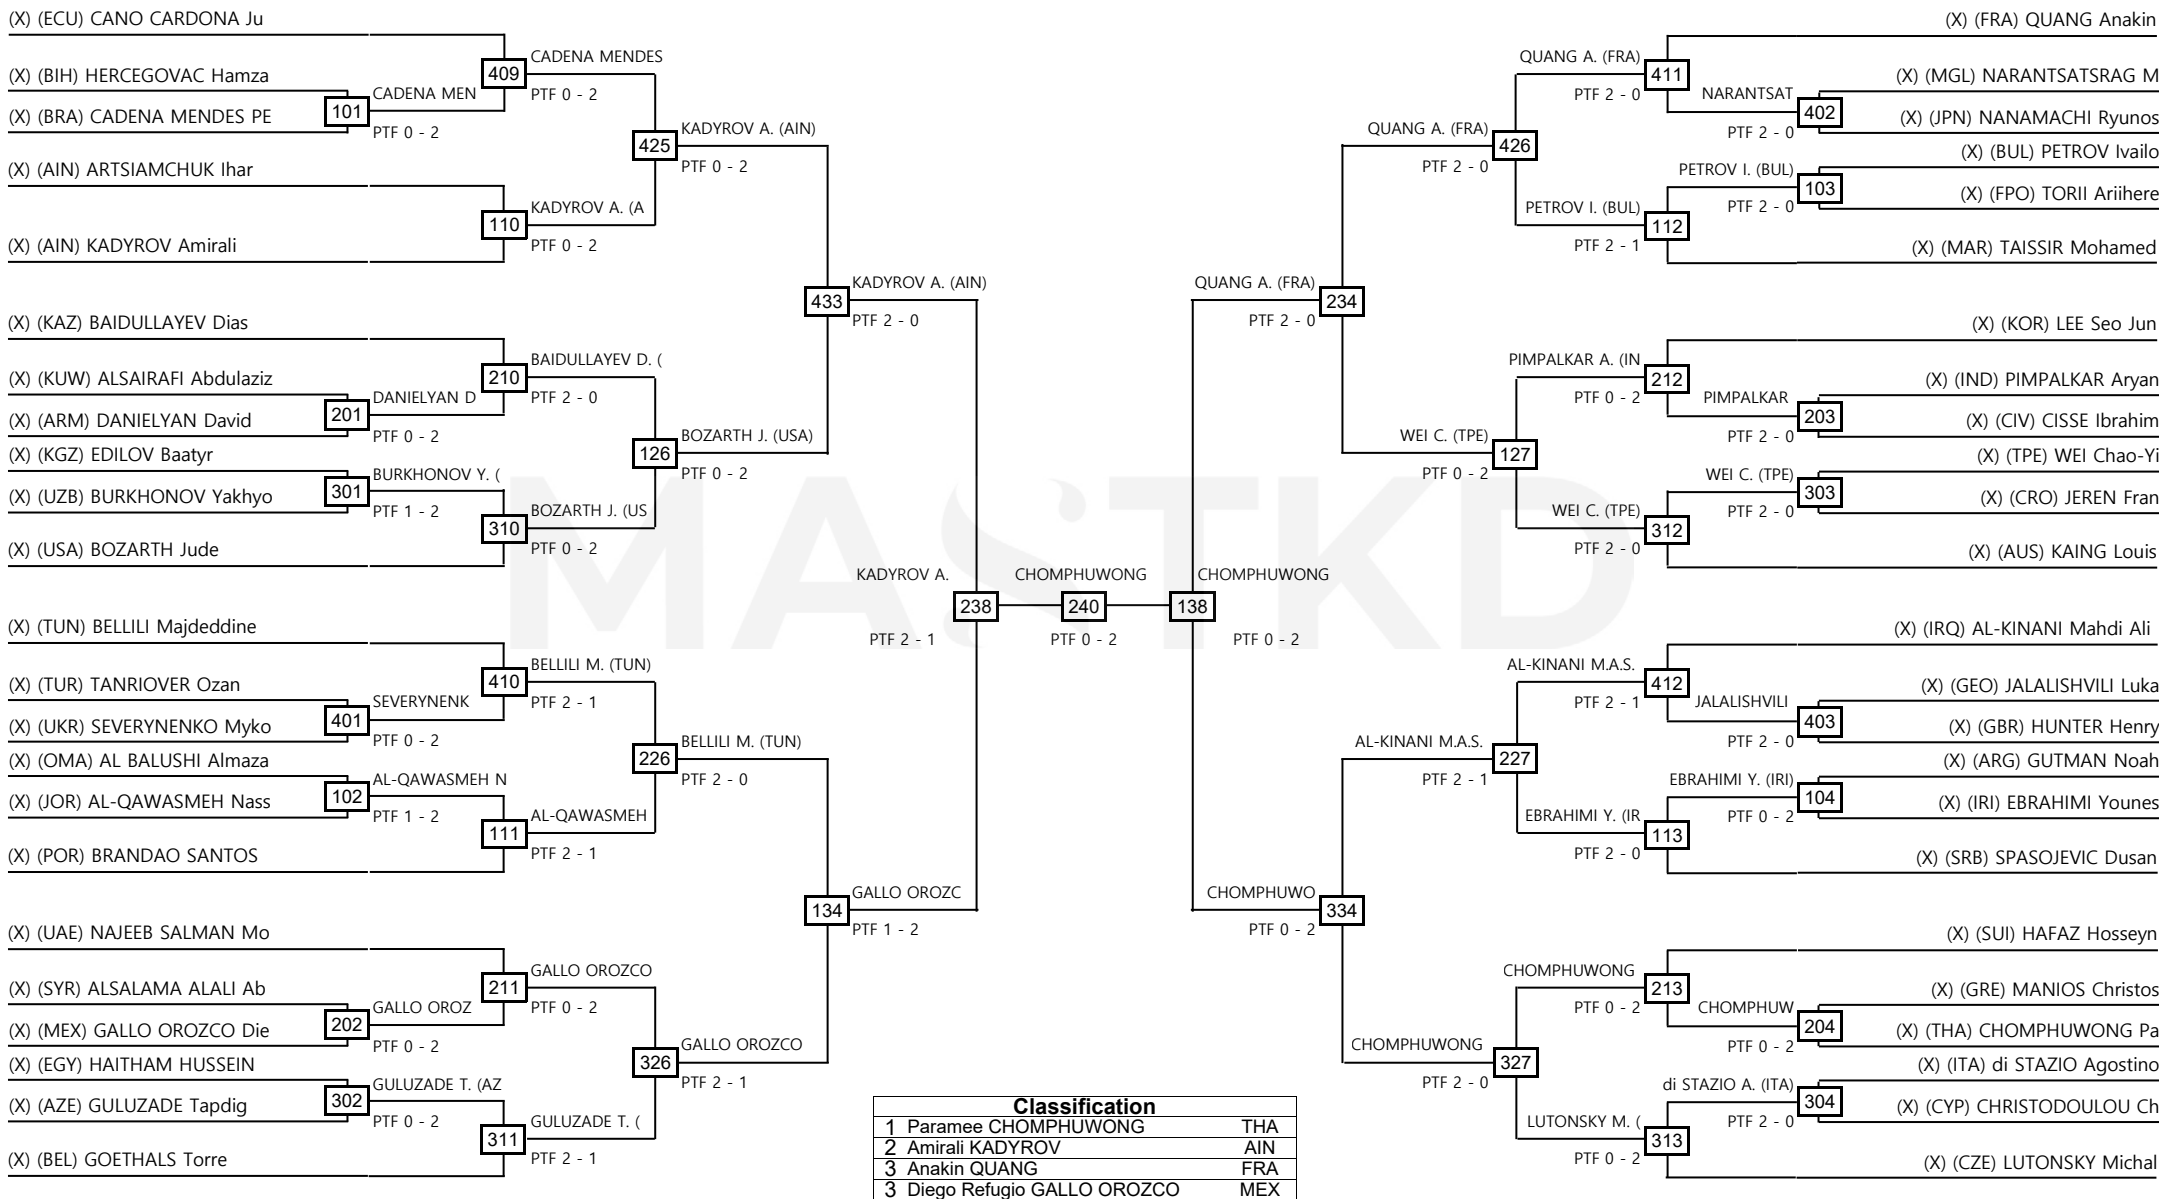 (X) (ECU) CANO CARDONA Ju
(X) (BIH) HERCEGOVAC Hamza
(X) (BRA) CADENA MENDES PE
(X) (AIN) ARTSIAMCHUK Ihar
(X) (AIN) KADYROV Amirali
(X) (KAZ) BAIDULLAYEV Dias
(X) (KUW) ALSAIRAFI Abdulaziz
(X) (ARM) DANIELYAN David
(X) (KGZ) EDILOV Baatyr
(X) (UZB) BURKHONOV Yakhyo
(X) (USA) BOZARTH Jude
(X) (TUN) BELLILI Majdeddine
(X) (TUR) TANRIOVER Ozan
(X) (UKR) SEVERYNENKO Myko
(X) (OMA) AL BALUSHI Almaza
(X) (JOR) AL-QAWASMEH Nass
(X) (POR) BRANDAO SANTOS
(X) (UAE) NAJEEB SALMAN Mo
(X) (SYR) ALSALAMA ALALI Ab
(X) (MEX) GALLO OROZCO Die
(X) (EGY) HAITHAM HUSSEIN
(X) (AZE) GULUZADE Tapdig
(X) (BEL) GOETHALS Torre
101
CADENA MEN
PTF 0 - 2
201
DANIELYAN D
PTF 0 - 2
301
BURKHONOV Y. (
PTF 1 - 2
401
SEVERYNENK
PTF 0 - 2
102
AL-QAWASMEH N
PTF 1 - 2
202
GALLO OROZ
PTF 0 - 2
302
GULUZADE T. (AZ
PTF 0 - 2
409
CADENA MENDES
PTF 0 - 2
110
KADYROV A. (A
PTF 0 - 2
210
BAIDULLAYEV D. (
PTF 2 - 0
310
BOZARTH J. (US
PTF 0 - 2
410
BELLILI M. (TUN)
PTF 2 - 1
111
AL-QAWASMEH
PTF 2 - 1
211
GALLO OROZCO
PTF 0 - 2
311
GULUZADE T. (
PTF 2 - 1
425
KADYROV A. (AIN)
PTF 0 - 2
126
BOZARTH J. (USA)
PTF 0 - 2
226
BELLILI M. (TUN)
PTF 2 - 0
326
GALLO OROZCO
PTF 2 - 1
433
KADYROV A. (AIN)
PTF 2 - 0
134
GALLO OROZC
PTF 1 - 2
KADYROV A.
238
PTF 2 - 1
CHOMPHUWONG
240
PTF 0 - 2
CHOMPHUWONG
138
PTF 0 - 2
MASTKD
QUANG A. (FRA)
234
PTF 2 - 0
CHOMPHUWO
334
PTF 0 - 2
QUANG A. (FRA)
426
PTF 2 - 0
WEI C. (TPE)
127
PTF 0 - 2
AL-KINANI M.A.S.
227
PTF 2 - 1
CHOMPHUWONG
327
PTF 2 - 0
QUANG A. (FRA)
411
PTF 2 - 0
PETROV I. (BUL)
112
PTF 2 - 1
PIMPALKAR A. (IN
212
PTF 0 - 2
WEI C. (TPE)
312
PTF 2 - 0
AL-KINANI M.A.S.
412
PTF 2 - 1
EBRAHIMI Y. (IR
113
PTF 2 - 0
CHOMPHUWONG
213
PTF 0 - 2
LUTONSKY M. (
313
PTF 0 - 2
NARANTSAT
402
PTF 2 - 0
PETROV I. (BUL)
103
PTF 2 - 0
PIMPALKAR
203
PTF 2 - 0
WEI C. (TPE)
303
PTF 2 - 0
JALALISHVILI
403
PTF 2 - 0
EBRAHIMI Y. (IRI)
104
PTF 0 - 2
CHOMPHUW
204
PTF 0 - 2
di STAZIO A. (ITA)
304
PTF 2 - 0
(X) (FRA) QUANG Anakin
(X) (MGL) NARANTSATSRAG M
(X) (JPN) NANAMACHI Ryunos
(X) (BUL) PETROV Ivailo
(X) (FPO) TORII Ariihere
(X) (MAR) TAISSIR Mohamed
(X) (KOR) LEE Seo Jun
(X) (IND) PIMPALKAR Aryan
(X) (CIV) CISSE Ibrahim
(X) (TPE) WEI Chao-Yi
(X) (CRO) JEREN Fran
(X) (AUS) KAING Louis
(X) (IRQ) AL-KINANI Mahdi Ali
(X) (GEO) JALALISHVILI Luka
(X) (GBR) HUNTER Henry
(X) (ARG) GUTMAN Noah
(X) (IRI) EBRAHIMI Younes
(X) (SRB) SPASOJEVIC Dusan
(X) (SUI) HAFAZ Hosseyn
(X) (GRE) MANIOS Christos
(X) (THA) CHOMPHUWONG Pa
(X) (ITA) di STAZIO Agostino
(X) (CYP) CHRISTODOULOU Ch
(X) (CZE) LUTONSKY Michal
Classification
1 Paramee CHOMPHUWONG THA
2 Amirali KADYROV AIN
3 Anakin QUANG FRA
3 Diego Refugio GALLO OROZCO MEX